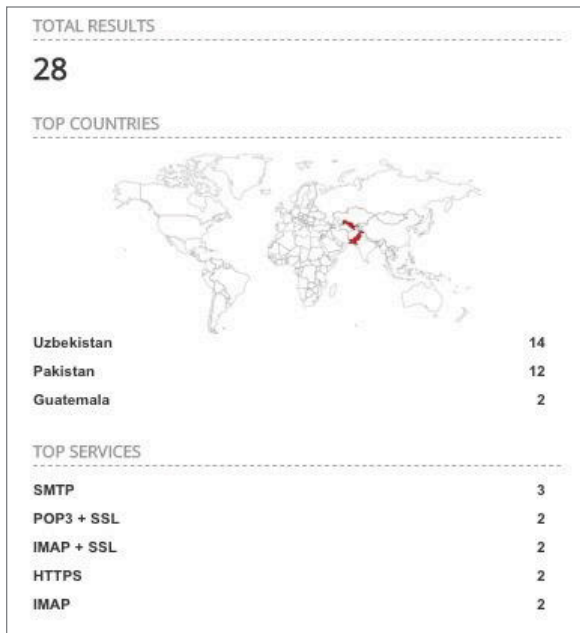 TOTAL RESULTS
28
TOP COUNTRIES
Uzbekistan 14
Pakistan 12
Guatemala 2
TOP SERVICES
SMTP 3
POP3 + SSL 2
IMAP + SSL 2
HTTPS 2
IMAP 2